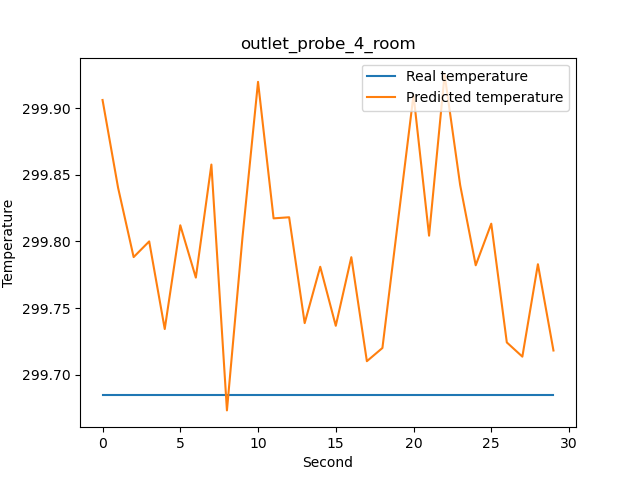 outlet_probe_4_room
Real temperature
Predicted temperature
299.90
299.85
299.80
299.75
299.70
Temperature
0 5 10 15 20 25 30
Second